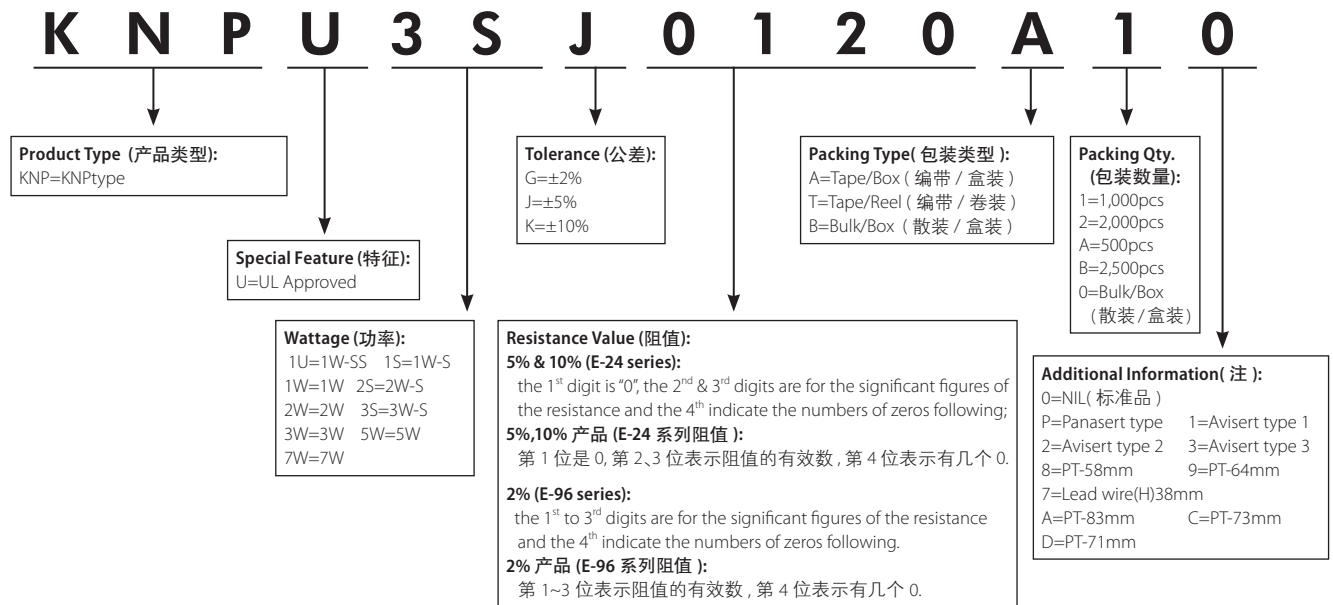 K N P U 3 S J 0 1 2 0 A 1 0
Product Type (产品类型):
KNP=KNPtype
Special Feature (特征):
U=UL Approved
Wattage (功率):
1U=1W-SS 1S=1W-S
1W=1W 2S=2W-S
2W=2W 3S=3W-S
3W=3W 5W=5W
7W=7W
Tolerance (公差):
G=±2%
J=±5%
K=±10%
Resistance Value (阻值):
5% & 10% (E-24 series):
the 1st digit is “0”, the 2nd & 3rd digits are for the significant figures of
the resistance and the 4th indicate the numbers of zeros following;
5%,10% 产品 (E-24 系列阻值 ):
第 1 位是 0, 第 2、3 位表示阻值的有效数 , 第 4 位表示有几个 0.
2% (E-96 series):
the 1st to 3rd digits are for the significant figures of the resistance
and the 4th indicate the numbers of zeros following.
2% 产品 (E-96 系列阻值 ):
第 1~3 位表示阻值的有效数 , 第 4 位表示有几个 0.
Packing Type( 包装类型 ):
A=Tape/Box ( 编带 / 盒装 )
T=Tape/Reel ( 编带 / 卷装 )
B=Bulk/Box ( 散装 / 盒装 )
Packing Qty.
(包装数量):
1=1,000pcs
2=2,000pcs
A=500pcs
B=2,500pcs
0=Bulk/Box
(散装/盒装)
Additional Information( 注 ):
0=NIL( 标准品 )
P=Panasert type 1=Avisert type 1
2=Avisert type 2 3=Avisert type 3
8=PT-58mm 9=PT-64mm
7=Lead wire(H)38mm
A=PT-83mm C=PT-73mm
D=PT-71mm